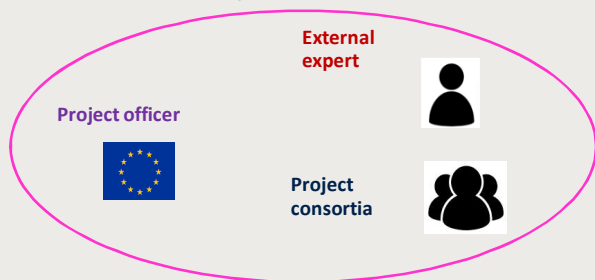 External
expert
Project officer
Project
consortia